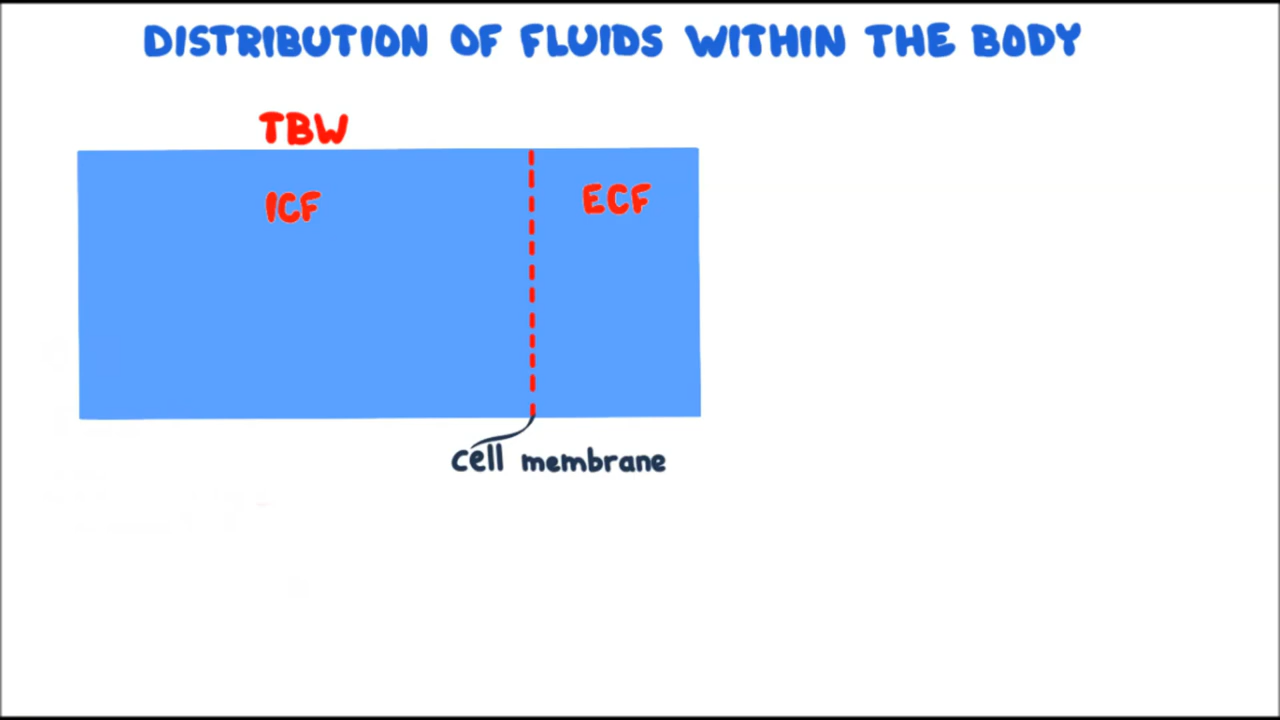 DISTRIBUTION OF FLUIDS WITHIN THE BODY
TBW
ICF
ECF
cell membrane